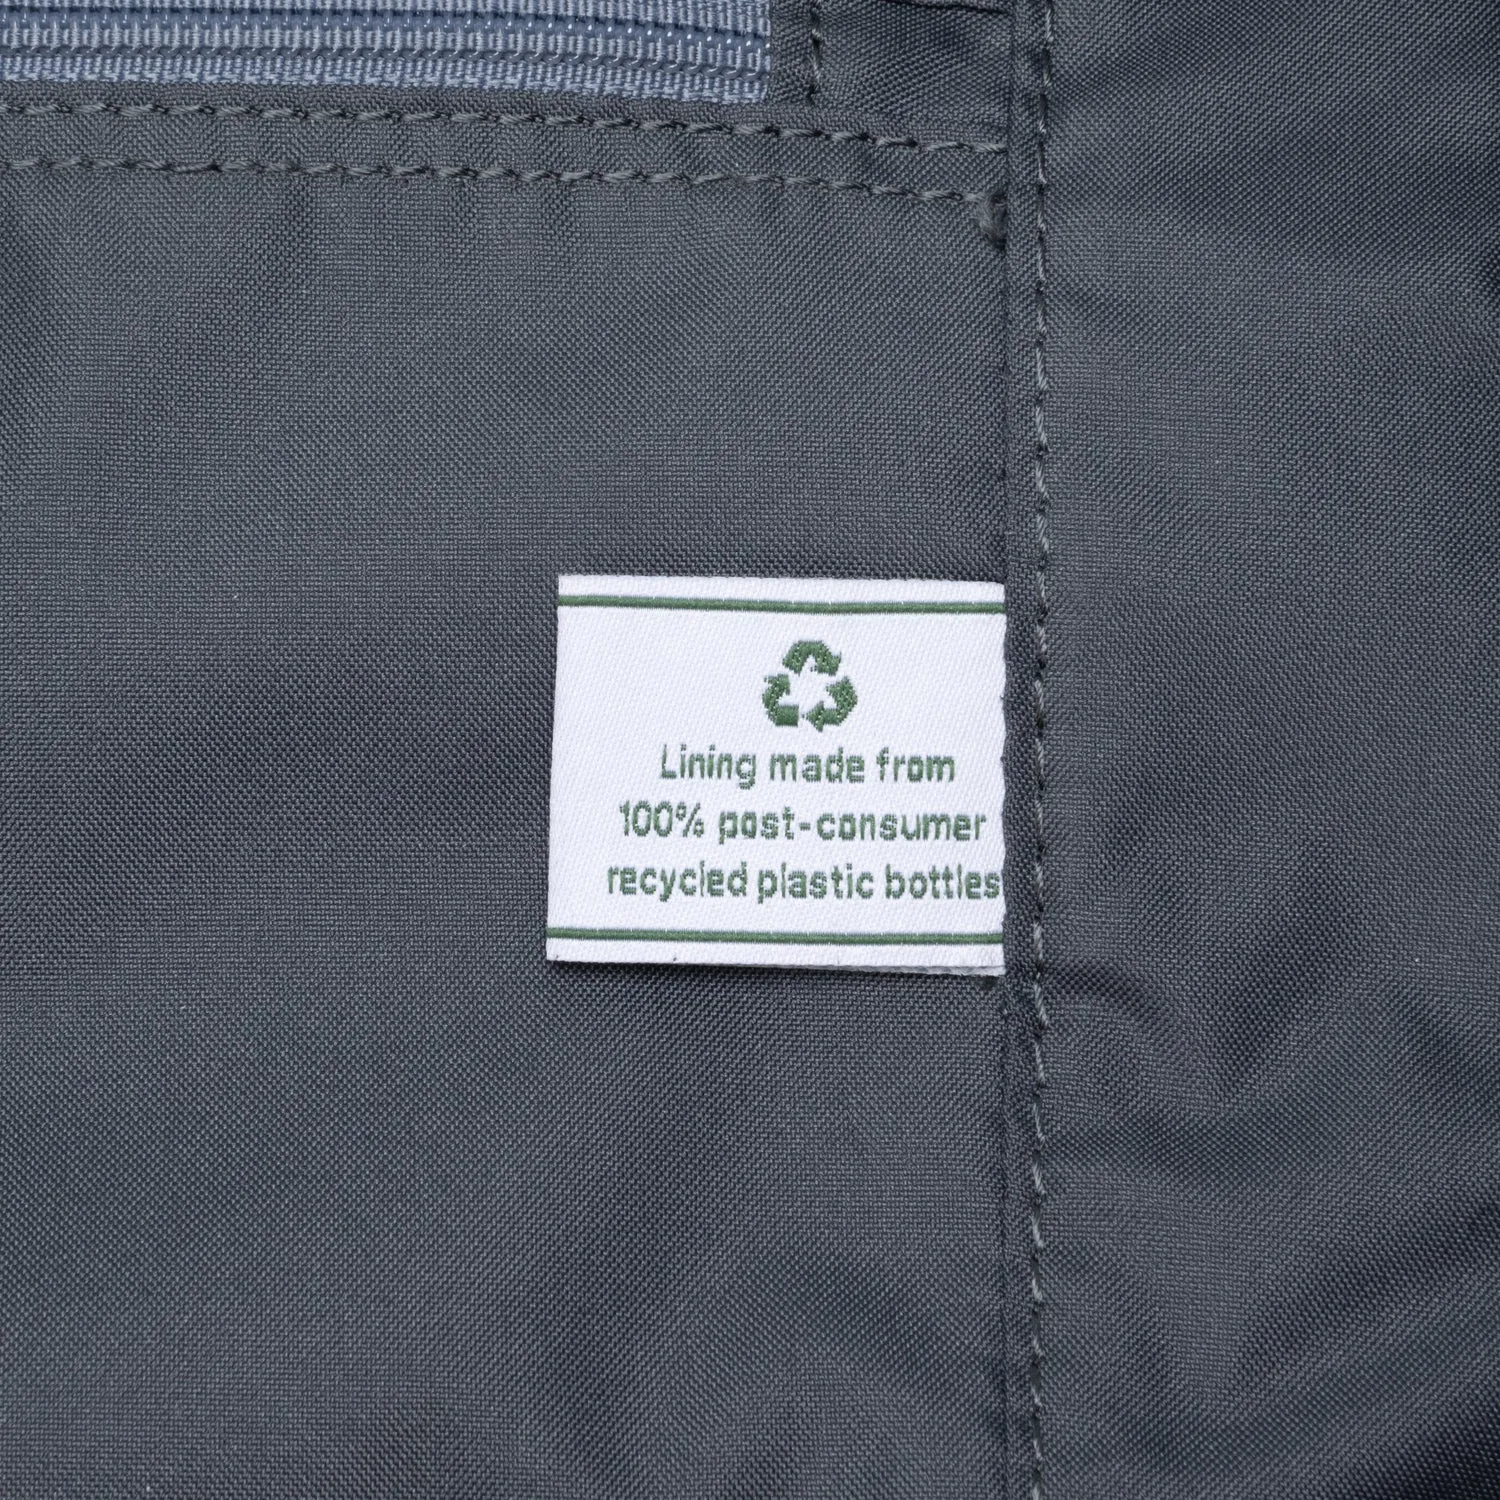 Lining made from
100% post-consumer
recycled plastic bottles